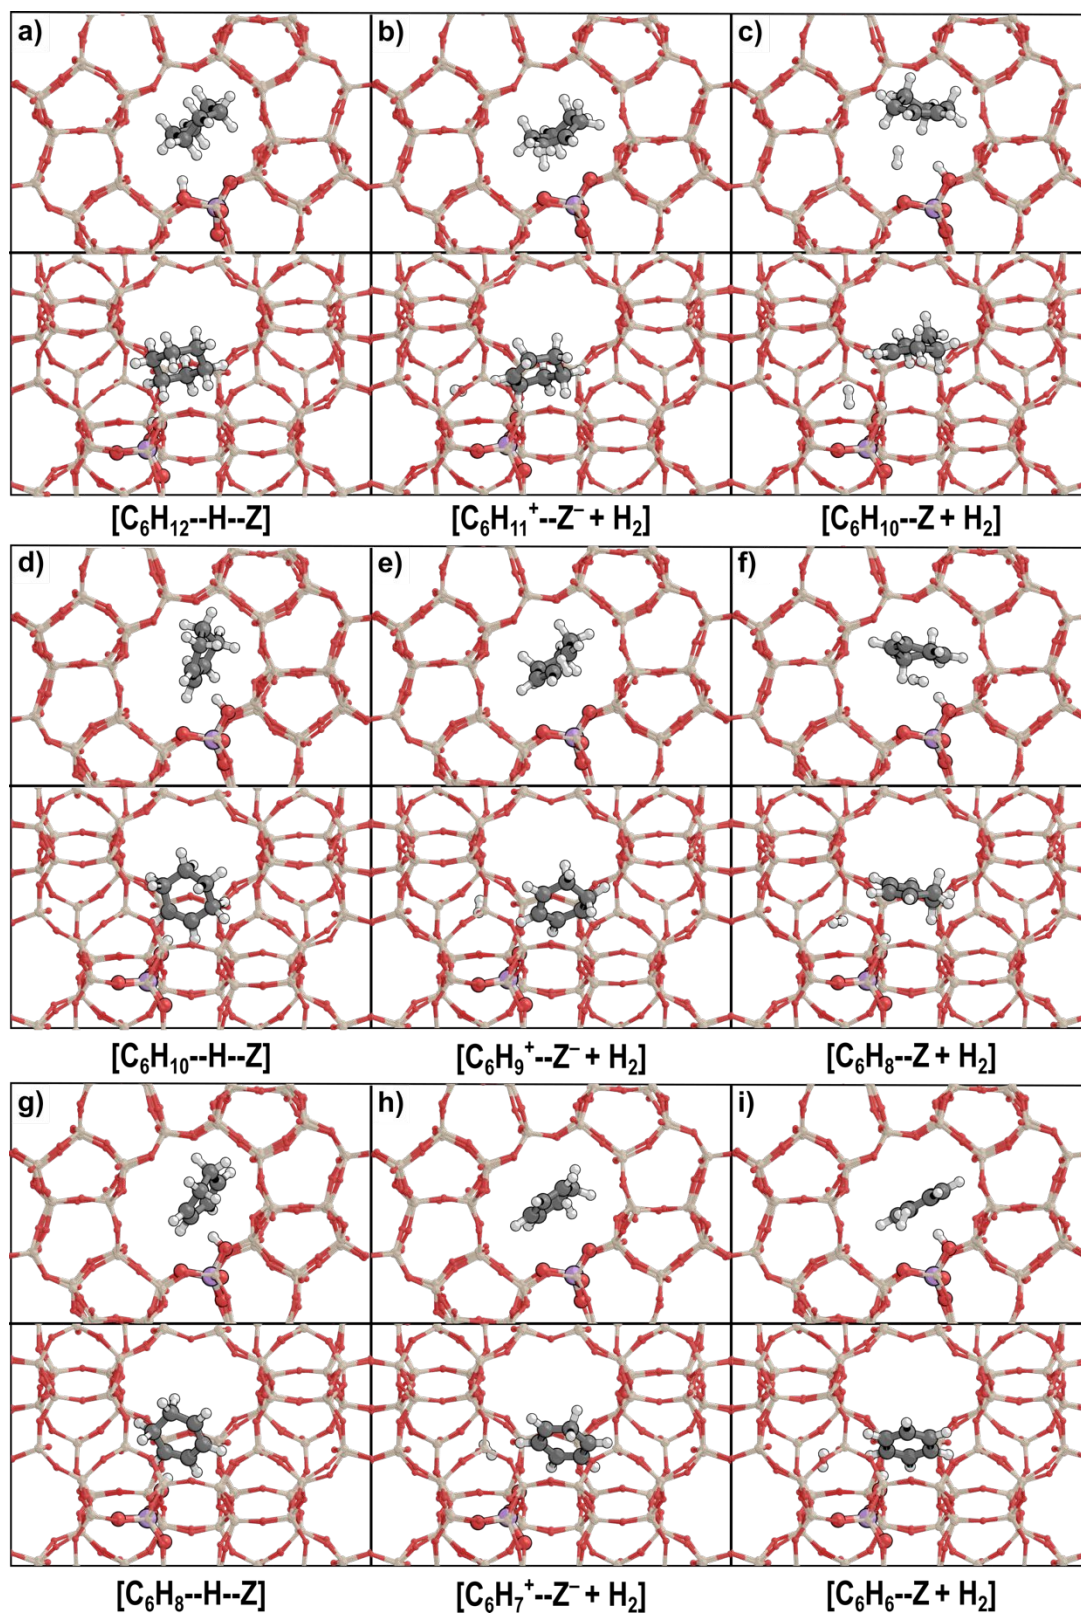 a) b) c)
[C₆H₁₂--H--Z] [C₆H₁₁⁺--Z⁻ + H₂] [C₆H₁₀--Z + H₂]
d) e) f)
[C₆H₁₀--H--Z] [C₆H₉⁺--Z⁻ + H₂] [C₆H₈--Z + H₂]
g) h) i)
[C₆H₈--H--Z] [C₆H₇⁺--Z⁻ + H₂] [C₆H₆--Z + H₂]